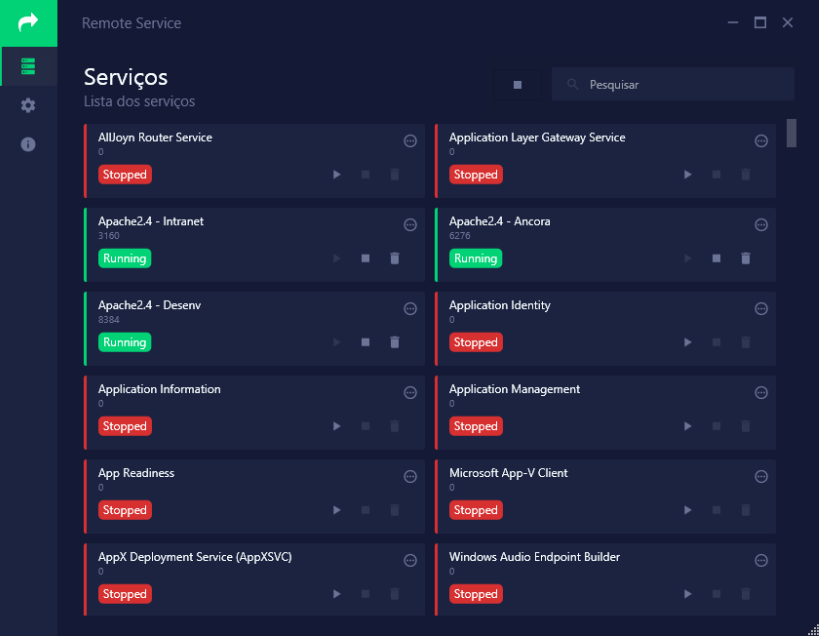 Remote Service
Serviços
Lista dos serviços
Pesquisar
AllJoyn Router Service
0
Stopped
Application Layer Gateway Service
0
Stopped
Apache2.4 - Intranet
3160
Running
Apache2.4 - Ancora
6276
Running
Apache2.4 - Desenv
8384
Running
Application Identity
0
Stopped
Application Information
0
Stopped
Application Management
0
Stopped
App Readiness
0
Stopped
Microsoft App-V Client
0
Stopped
AppX Deployment Service (AppXSVC)
0
Stopped
Windows Audio Endpoint Builder
0
Stopped